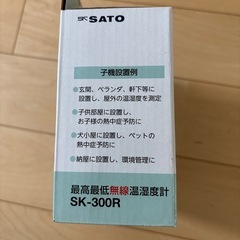 SK SATO
子機設置例
●玄関、ベランダ、軒下等に
設置し、屋外の温湿度を測定
●子供部屋に設置し、
お子様の熱中症予防に
●犬小屋に設置し、ペットの
熱中症予防に
●納屋に設置し、環境管理に
最高最低無線温湿度計
SK-300R